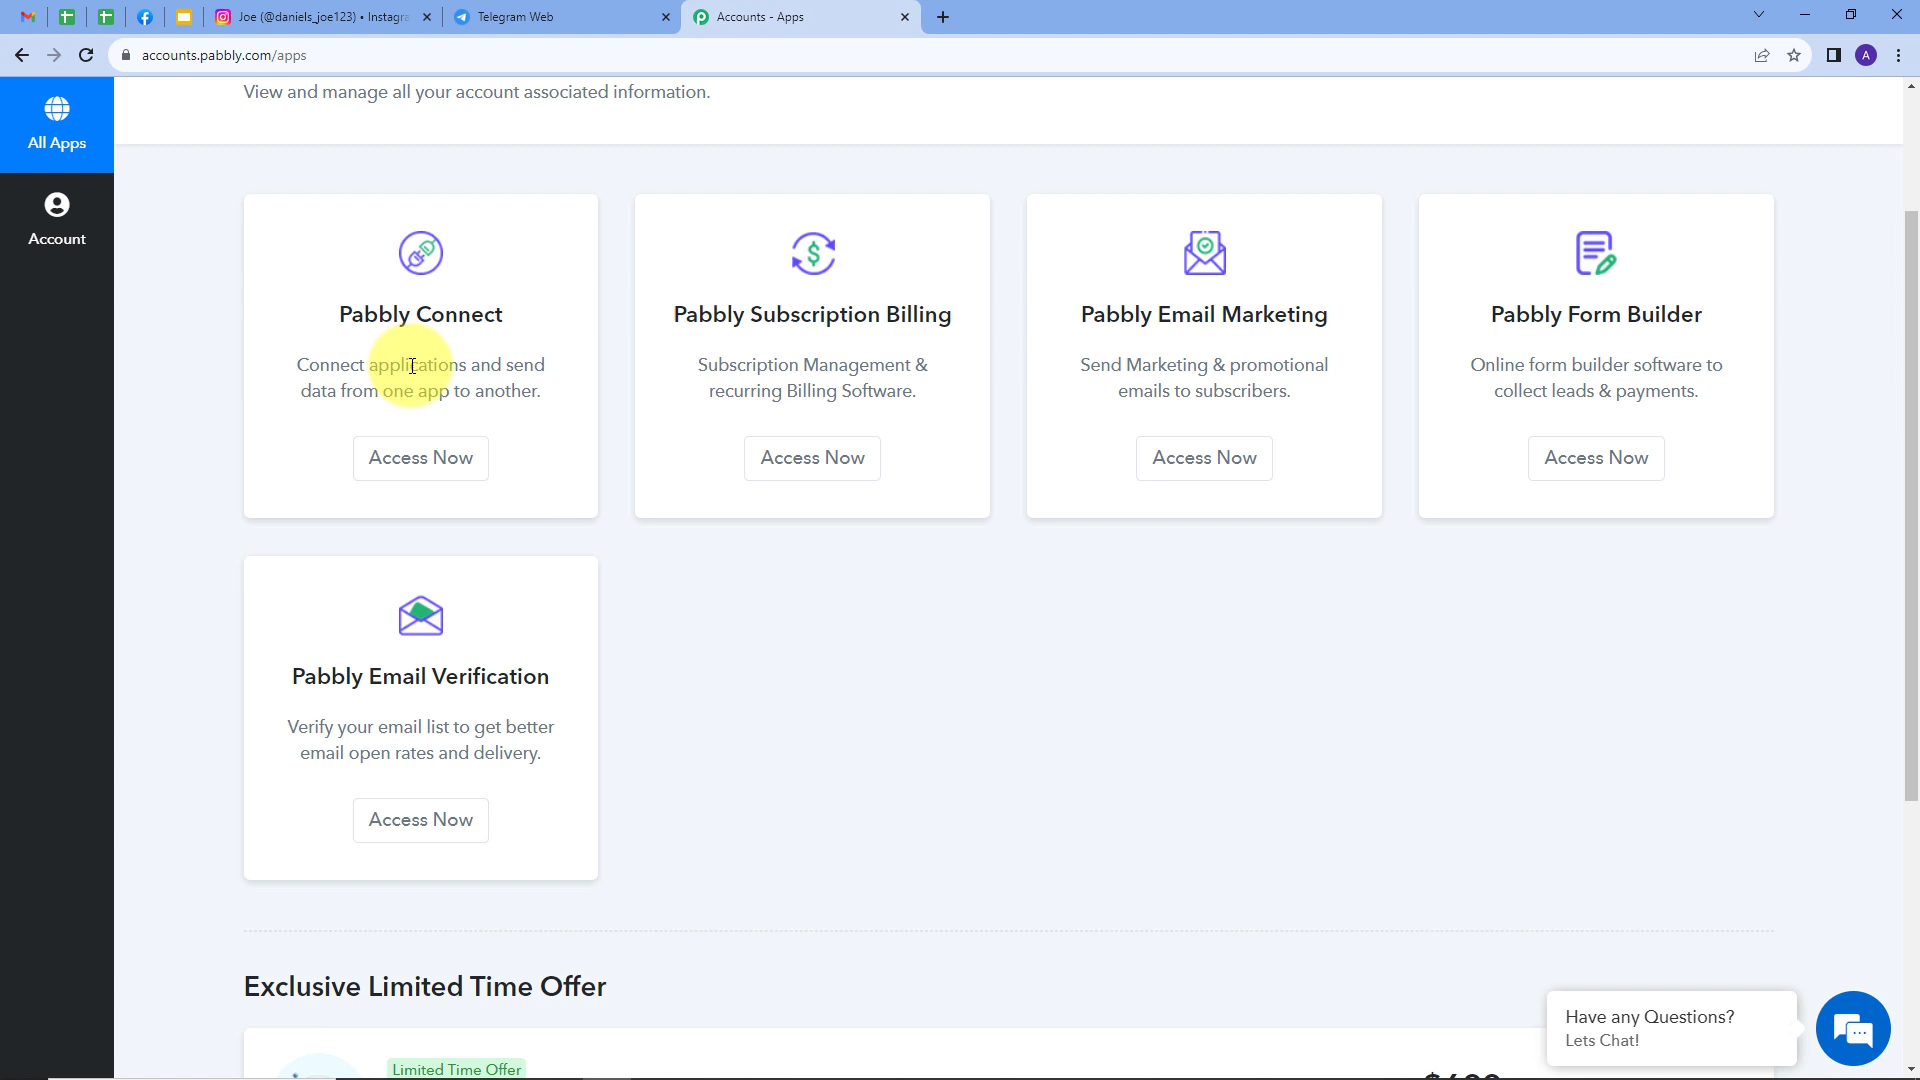 Joe (@daniels_joe123) • Instagra
Telegram Web
Accounts - Apps
accounts.pabbly.com/apps
A
All Apps
Account
View and manage all your account associated information.
Pabbly Connect
Connect applications and send
data from one app to another.
Access Now
Pabbly Subscription Billing
Subscription Management &
recurring Billing Software.
Access Now
Pabbly Email Marketing
Send Marketing & promotional
emails to subscribers.
Access Now
Pabbly Form Builder
Online form builder software to
collect leads & payments.
Access Now
Pabbly Email Verification
Verify your email list to get better
email open rates and delivery.
Access Now
Exclusive Limited Time Offer
Limited Time Offer
Have any Questions?
Lets Chat!